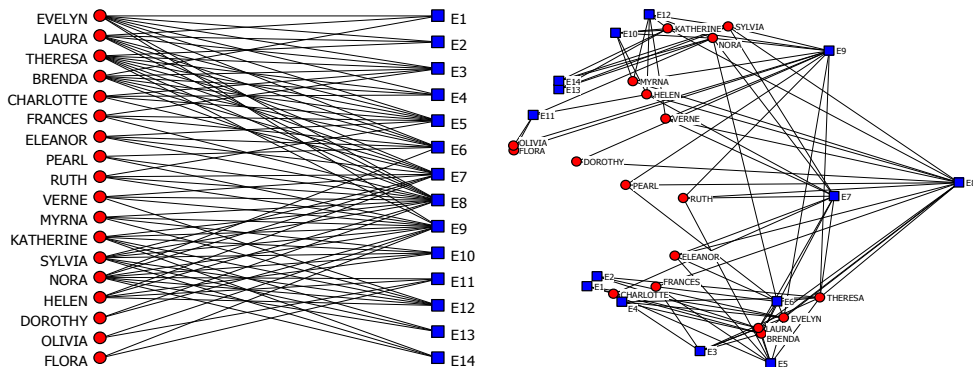 EVELYN
LAURA
THERESA
BRENDA
CHARLOTTE
FRANCES
ELEANOR
PEARL
RUTH
VERNE
MYRNA
KATHERINE
SYLVIA
NORA
HELEN
DOROTHY
OLIVIA
FLORA
E1
E2
E3
E4
E5
E6
E7
E8
E9
E10
E11
E12
E13
E14
E12
KATHERINE
SYLVIA
E10
NORA
E9
E14
MYRNA
E13
HELEN
E11
VERNE
OLIVIA
FLORA
DOROTHY
PEARL
RUTH
E7
ELEANOR
E2
E1
FRANCES
CHARLOTTE
E4
E6
THERESA
EVELYN
LAURA
BRENDA
E3
E5